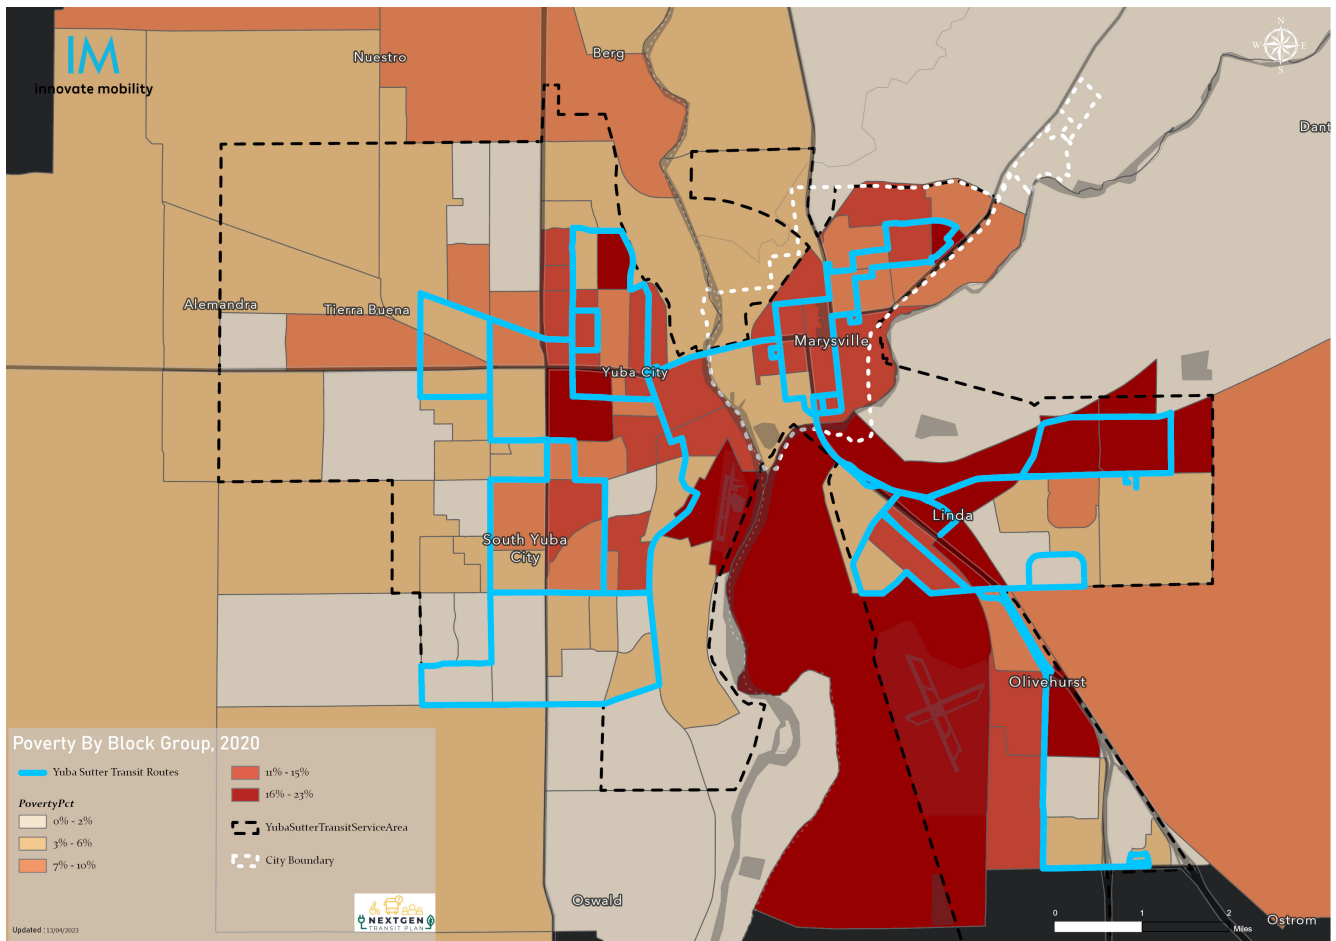 IM
innovate mobility
Nuestro
Berg
N
W
E
S
Dant
Alemandra
Tierra Buena
Marysville
Yuba City
Linda
South Yuba
City
Olivehurst
Poverty By Block Group, 2020
Yuba Sutter Transit Routes
PovertyPct
0% - 2%
3% - 6%
7% - 10%
11% - 15%
16% - 23%
YubaSutterTransitServiceArea
City Boundary
NEXTGEN
TRANSIT PLAN
Updated : 13/04/2023
Oswald
0
1
2
Miles
Ostrom